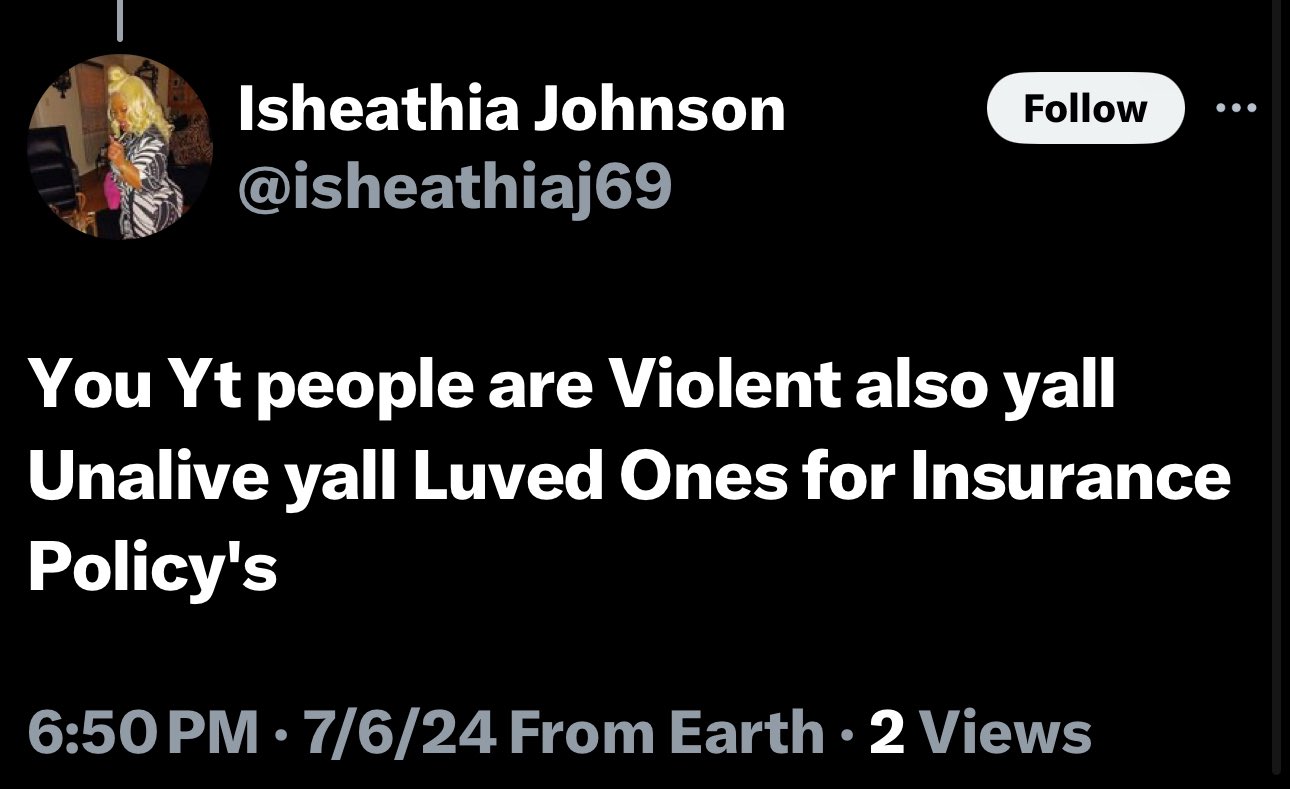 Isheathia Johnson
Follow
@isheathiaj69
You Yt people are Violent also yall
Unalive yall Luved Ones for Insurance
Policy's
6:50 PM · 7/6/24 From Earth · 2 Views